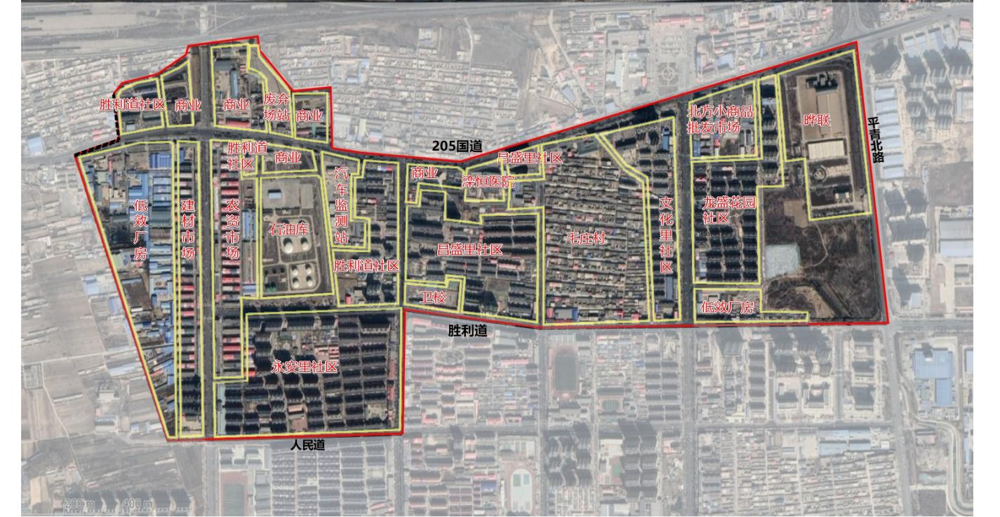 胜利道社区
商业
商业
废弃
场站
商业
北方小商品
批发市场
晔联
平青北路
205国道
胜利道
社区
商业
昌盛里社区
商业
滦恒医院
汽车监测站
低效厂房
建材市场
农资市场
石油库
文化里社区
龙盛花园
社区
毛庄村
昌盛里社区
胜利道社区
卫校
低效厂房
胜利道
永安里社区
人民道
200 m
400 m